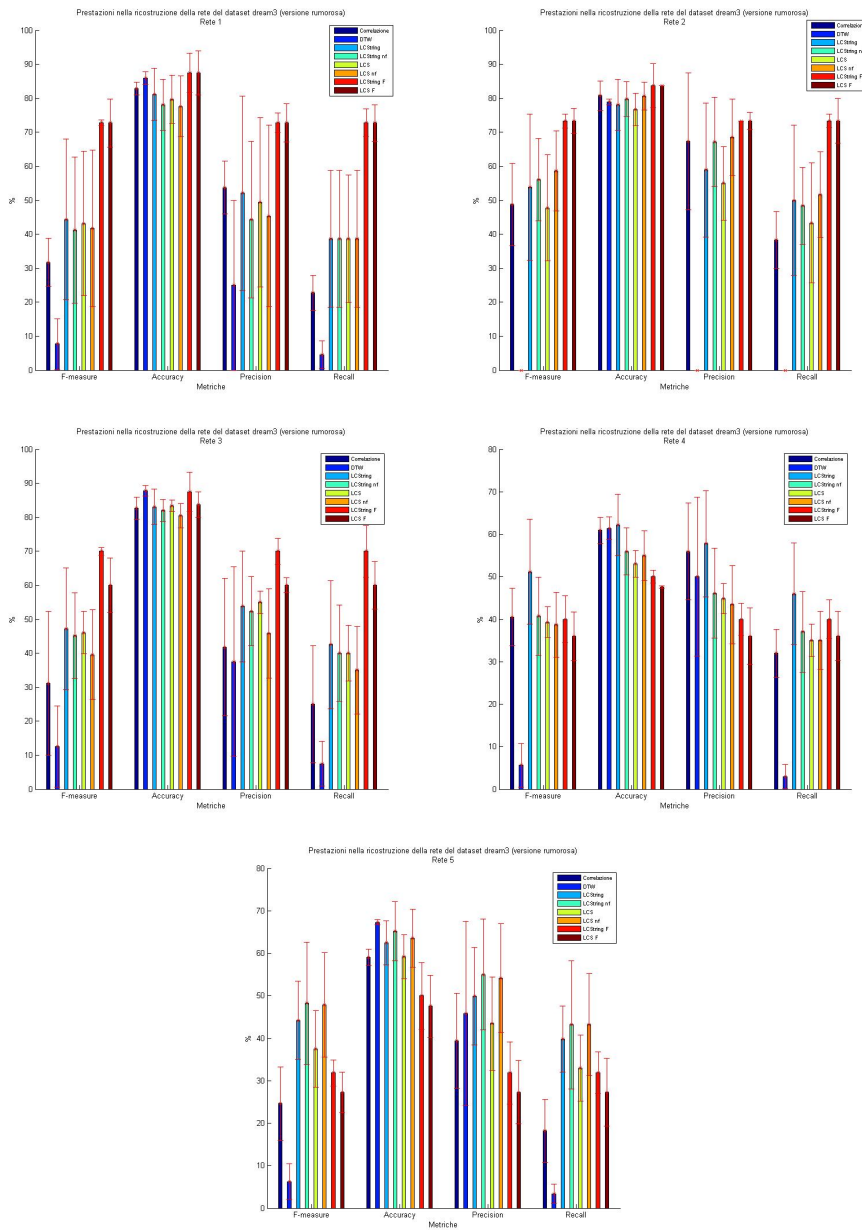 Prestazioni nella ricostruzione della rete del dataset dream3 (versione rumorosa)
Rete 1
100
90
80
70
60
50
40
30
20
10
0
%
Correlazione
DTW
LCString
LCString nf
LCS
LCS nf
LCString F
LCS F
F-measure Accuracy Precision Recall
Metriche
Prestazioni nella ricostruzione della rete del dataset dream3 (versione rumorosa)
Rete 2
100
90
80
70
60
50
40
30
20
10
0
%
Correlazione
DTW
LCString
LCString nf
LCS
LCS nf
LCString F
LCS F
F-measure Accuracy Precision Recall
Metriche
Prestazioni nella ricostruzione della rete del dataset dream3 (versione rumorosa)
Rete 3
100
90
80
70
60
50
40
30
20
10
0
%
Correlazione
DTW
LCString
LCString nf
LCS
LCS nf
LCString F
LCS F
F-measure Accuracy Precision Recall
Metriche
Prestazioni nella ricostruzione della rete del dataset dream3 (versione rumorosa)
Rete 4
80
70
60
50
40
30
20
10
0
%
Correlazione
DTW
LCString
LCString nf
LCS
LCS nf
LCString F
LCS F
F-measure Accuracy Precision Recall
Metriche
Prestazioni nella ricostruzione della rete del dataset dream3 (versione rumorosa)
Rete 5
80
70
60
50
40
30
20
10
0
%
Correlazione
DTW
LCString
LCString nf
LCS
LCS nf
LCString F
LCS F
F-measure Accuracy Precision Recall
Metriche